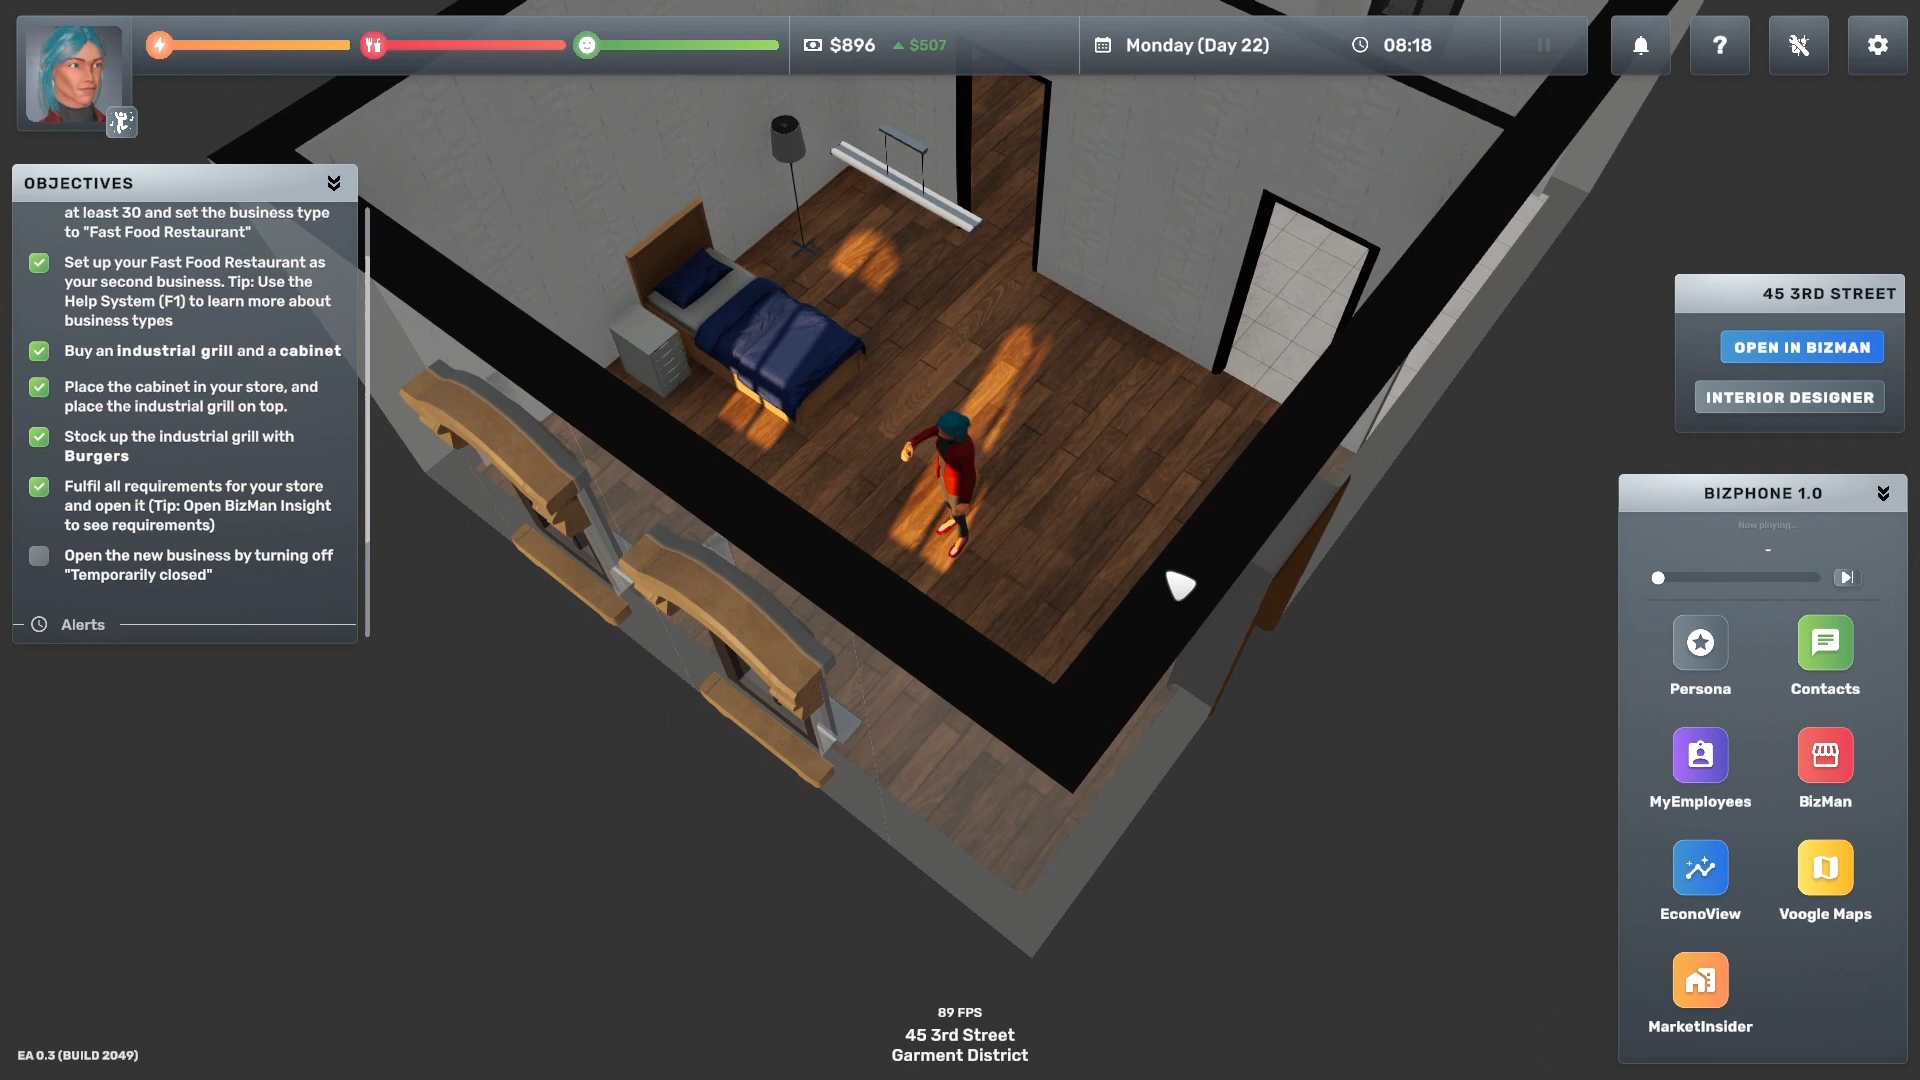 $896 $507
Monday (Day 22)
08:18
?
OBJECTIVES
at least 30 and set the business type
to "Fast Food Restaurant"
Set up your Fast Food Restaurant as
your second business. Tip: Use the
Help System (F1) to learn more about
business types
Buy an industrial grill and a cabinet
Place the cabinet in your store, and
place the industrial grill on top.
Stock up the industrial grill with
Burgers
Fulfil all requirements for your store
and open it (Tip: Open BizMan Insight
to see requirements)
Open the new business by turning off
"Temporarily closed"
Alerts
45 3RD STREET
OPEN IN BIZMAN
INTERIOR DESIGNER
BIZPHONE 1.0
Now playing...
-
Persona
Contacts
MyEmployees
BizMan
EconoView
Voogle Maps
MarketInsider
89 FPS
45 3rd Street
Garment District
EA 0.3 (BUILD 2049)